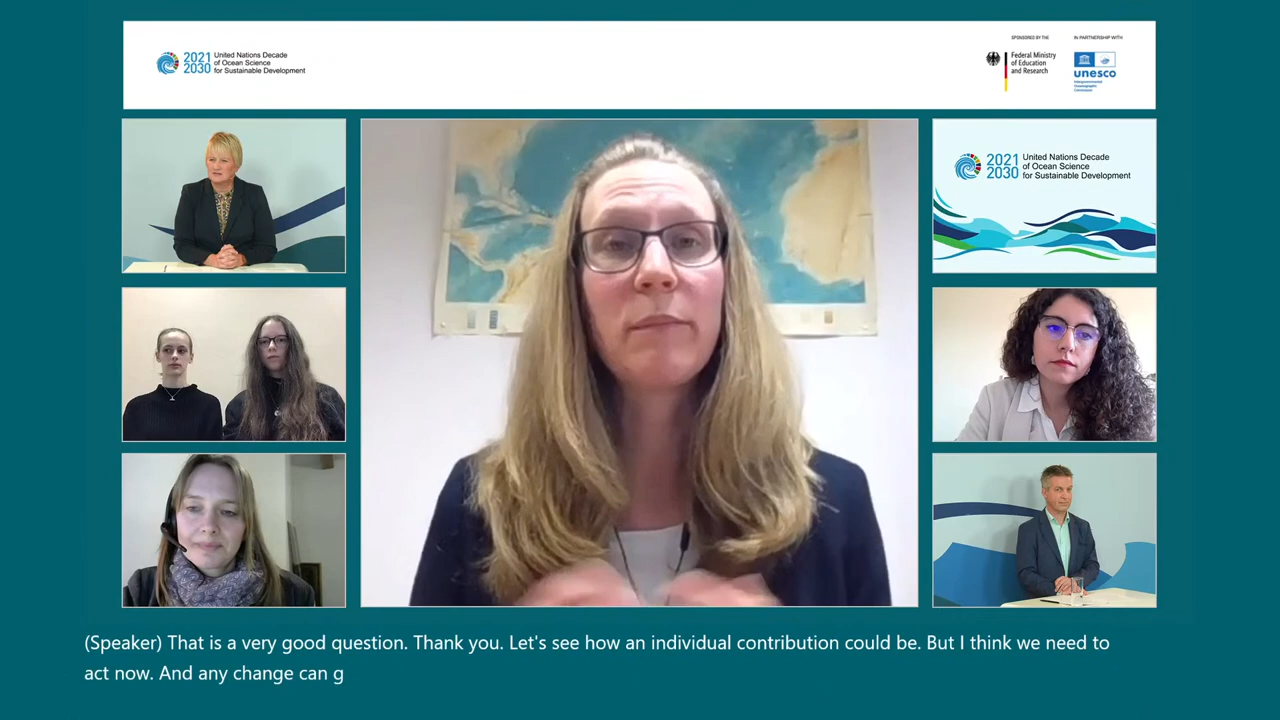 2021
2030
United Nations Decade
of Ocean Science
for Sustainable Development
SPONSORED BY THE
Federal Ministry
of Education
and Research
IN PARTNERSHIP WITH
unesco
Intergovernmental
Oceanographic
Commission
2021
2030
United Nations Decade
of Ocean Science
for Sustainable Development
(Speaker) That is a very good question. Thank you. Let's see how an individual contribution could be. But I think we need to
act now. And any change can g